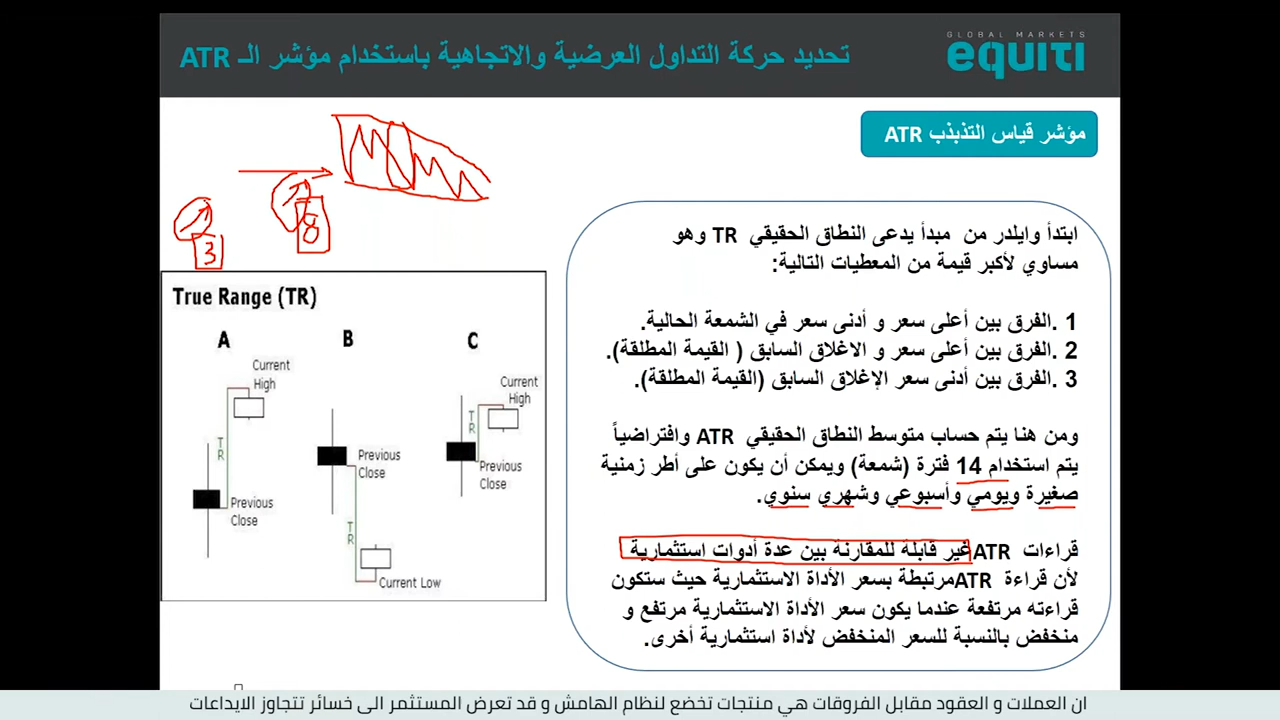 تحديد حركة التداول العرضية والاتجاهية باستخدام مؤشر الـ ATR
GLOBAL MARKETS
equiti
مؤشر قياس التذبذب ATR
ابتدأ وايلدر من مبدأ يدعى النطاق الحقيقي TR وهو
مساوي لأكبر قيمة من المعطيات التالية:
1 .الفرق بين أعلى سعر و أدنى سعر في الشمعة الحالية.
2 .الفرق بين أعلى سعر و الاغلاق السابق ( القيمة المطلقة).
3 .الفرق بين أدنى سعر الإغلاق السابق (القيمة المطلقة).
ومن هنا يتم حساب متوسط النطاق الحقيقي ATR وافتراضياً
يتم استخدام 14 فترة (شمعة) ويمكن أن يكون على أطر زمنية
صغيرة ويومي وأسبوعي وشهري سنوي.
قراءات ATR غير قابلة للمقارنة بين عدة أدوات استثمارية
لأن قراءة ATR مرتبطة بسعر الأداة الاستثمارية حيث ستكون
قراءته مرتفعة عندما يكون سعر الأداة الاستثمارية مرتفع و
منخفض بالنسبة للسعر المنخفض لأداة استثمارية أخرى.
3
8
True Range (TR)
A
Current
High
TR
Previous
Close
B
Previous
Close
TR
Current Low
C
Current
High
TR
Previous
Close
ان العملات و العقود مقابل الفروقات هي منتجات تخضع لنظام الهامش و قد تعرض المستثمر الى خسائر تتجاوز الايداعات